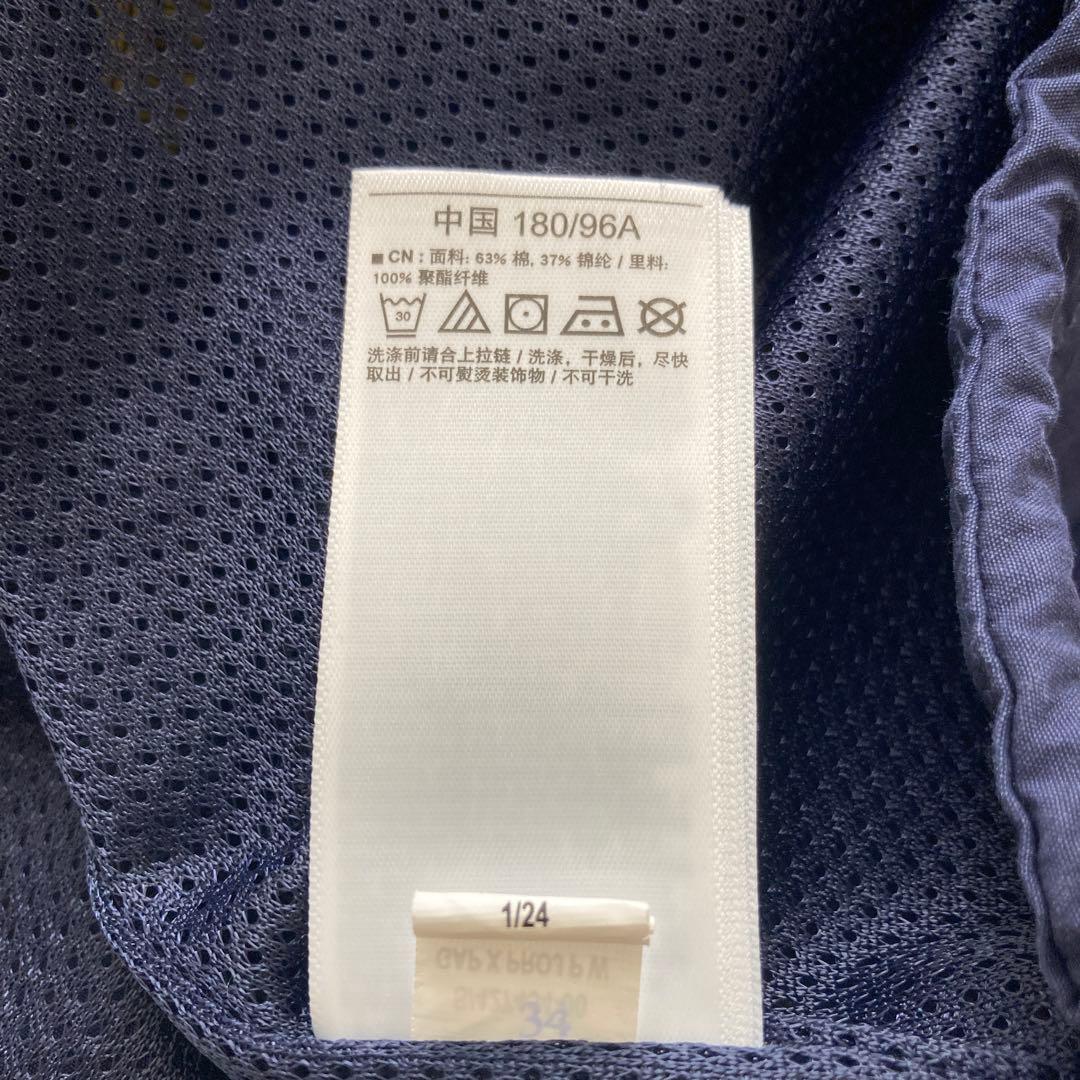 中国 180/96A
■ CN : 面料: 63% 棉, 37% 锦纶 / 里料:
100% 聚酯纤维
30
洗涤前请合上拉链 / 洗涤，干燥后，尽快
取出 / 不可熨烫装饰物 / 不可干洗
1/24
GAP X PROJ P W
34